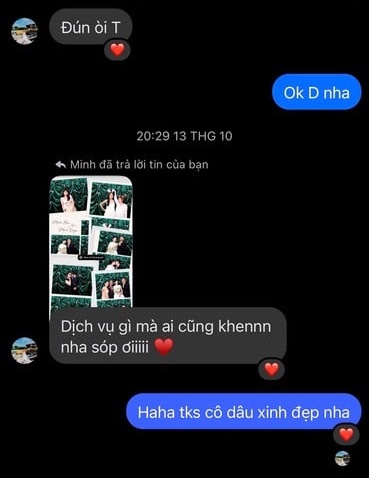 Đún òi T
Ok D nha
20:29 13 THG 10
Minh đã trả lời tin của bạn
Dịch vụ gì mà ai cũng khennn
nha sóp ơiiiii
Haha tks cô dâu xinh đẹp nha